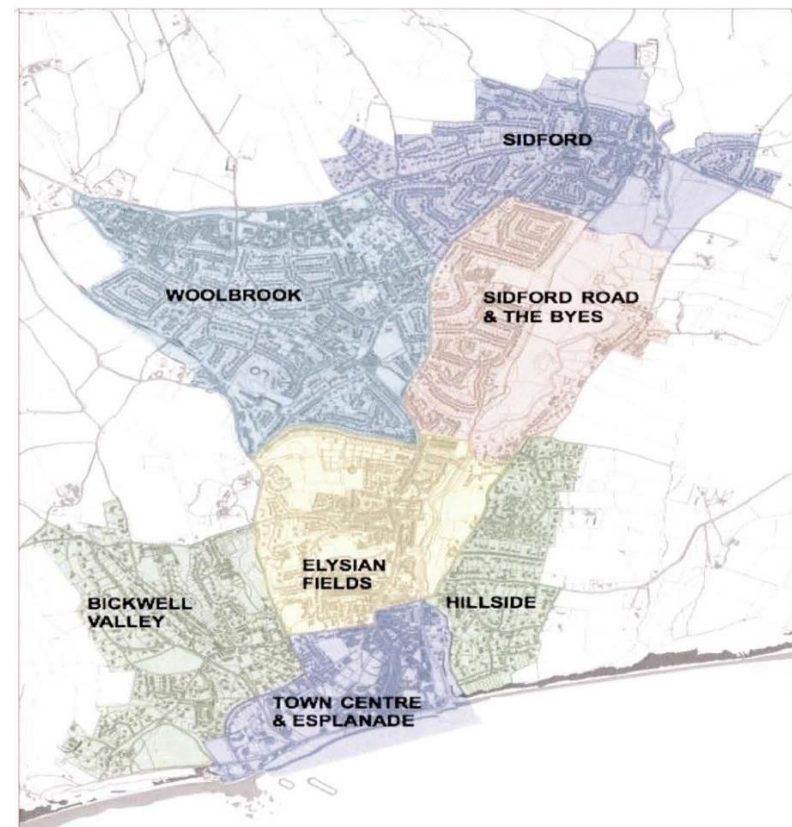 SIDFORD
WOOLBROOK
SIDFORD ROAD
& THE BYES
ELYSIAN
FIELDS
BICKWELL
VALLEY
HILLSIDE
TOWN CENTRE
& ESPLANADE